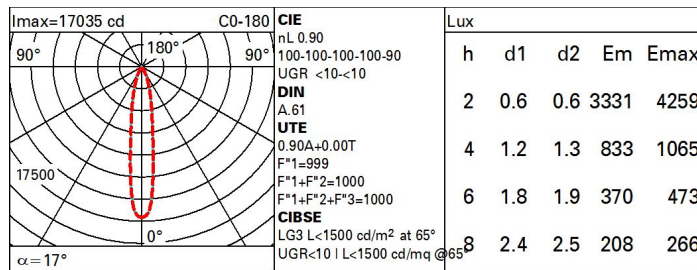 Imax=17035 cd C0-180
90° 180° 90°
17500
0°
α=17°
CIE
nL 0.90
100-100-100-100-90
UGR <10-<10
DIN
A.61
UTE
0.90A+0.00T
F"1=999
F"1+F"2=1000
F"1+F"2+F"3=1000
CIBSE
LG3 L<1500 cd/m² at 65°
UGR<10 | L<1500 cd/mq @65°
Lux
h d1 d2 Em Emax
2 0.6 0.6 3331 4259
4 1.2 1.3 833 1065
6 1.8 1.9 370 473
8 2.4 2.5 208 266